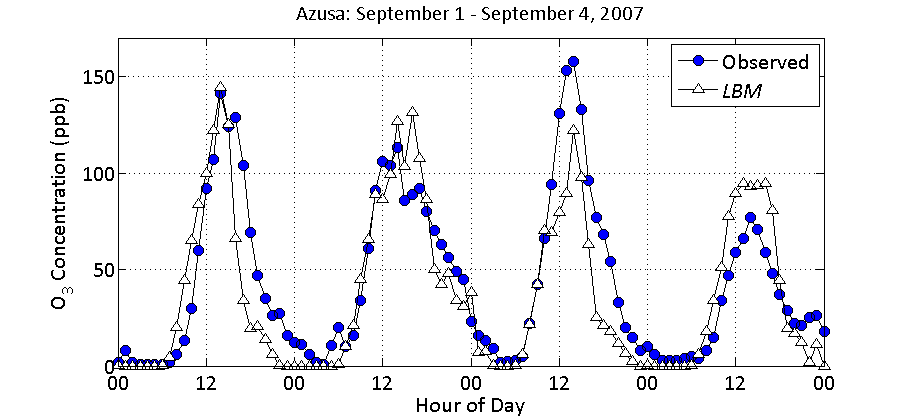 Azusa: September 1 - September 4, 2007
O3 Concentration (ppb)
150
100
50
0
Observed
LBM
00 12 00 12 00 12 00 12 00
Hour of Day